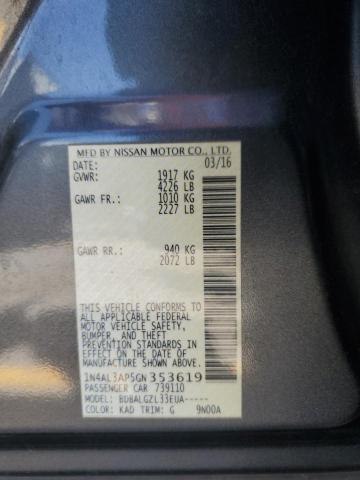 MFD BY NISSAN MOTOR CO., LTD.
DATE: 03/16
GVWR: 1917 KG
4226 LB
GAWR FR.: 1010 KG
2227 LB
GAWR RR.: 940 KG
2072 LB
THIS VEHICLE CONFORMS TO
ALL APPLICABLE FEDERAL
MOTOR VEHICLE SAFETY,
BUMPER, AND THEFT
PREVENTION STANDARDS IN
EFFECT ON THE DATE OF
MANUFACTURE SHOWN ABOVE.
1N4AL3AP5GN353619
PASSENGER CAR 739110
MODEL: BDBALGZL33EUA-----
COLOR: KAD TRIM: G 9N00A